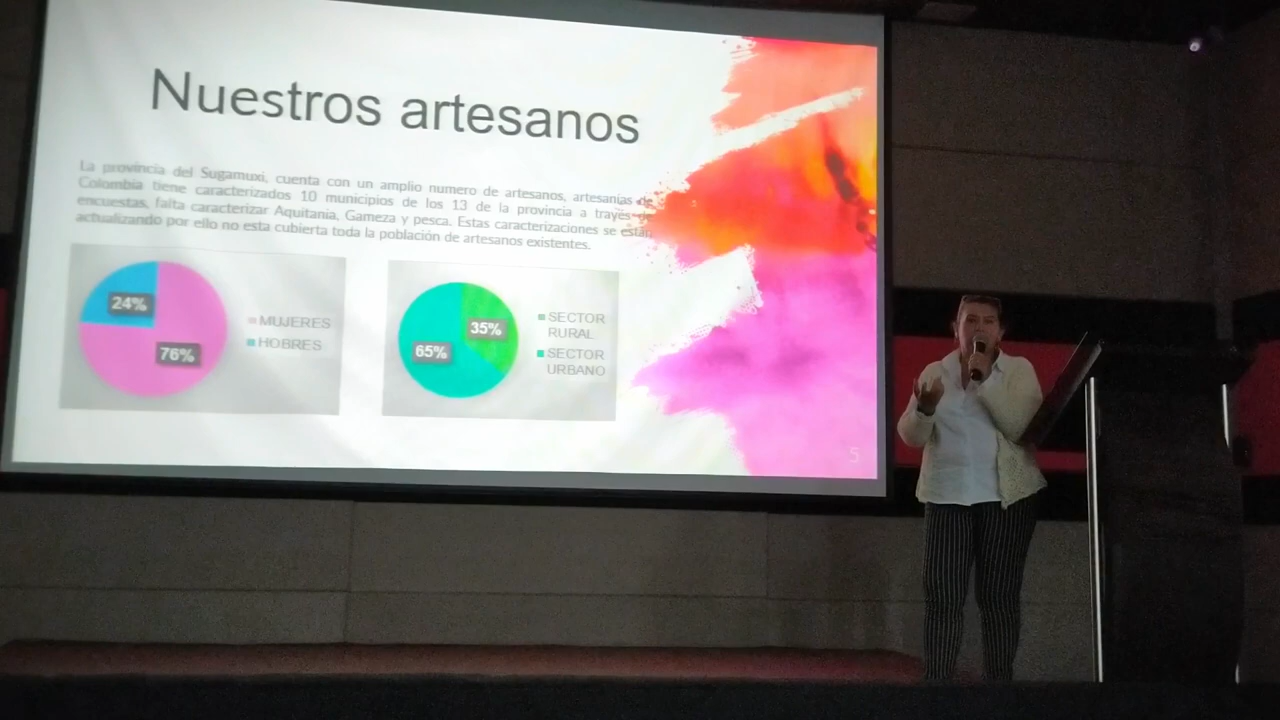 Nuestros artesanos
La provincia del Sugamuxi, cuenta con un amplio numero de artesanos, artesanías de
Colombia tiene caracterizados 10 municipios de los 13 de la provincia a través de
encuestas, falta caracterizar Aquitania, Gameza y pesca. Estas caracterizaciones se están
actualizando por ello no esta cubierta toda la población de artesanos existentes.
24%
76%
MUJERES
HOBRES
35%
65%
SECTOR
RURAL
SECTOR
URBANO
5